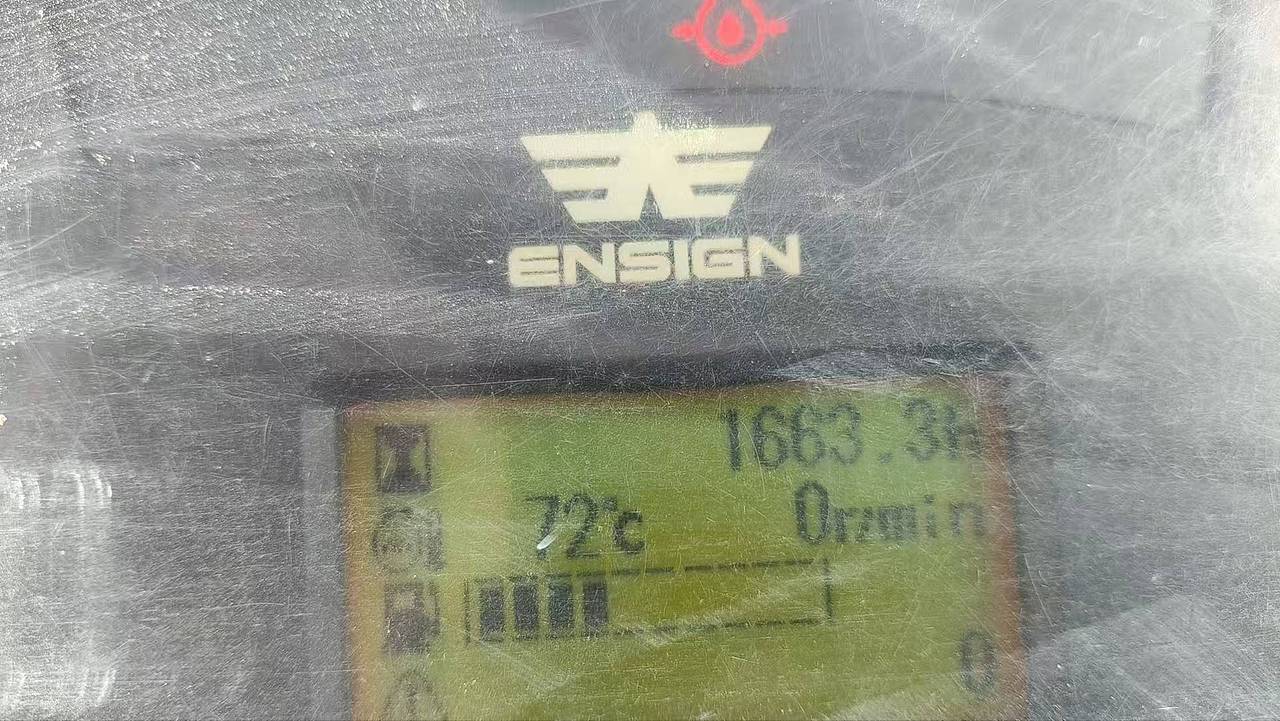 ENSIGN
1663.3H
72°C
0r/min
0